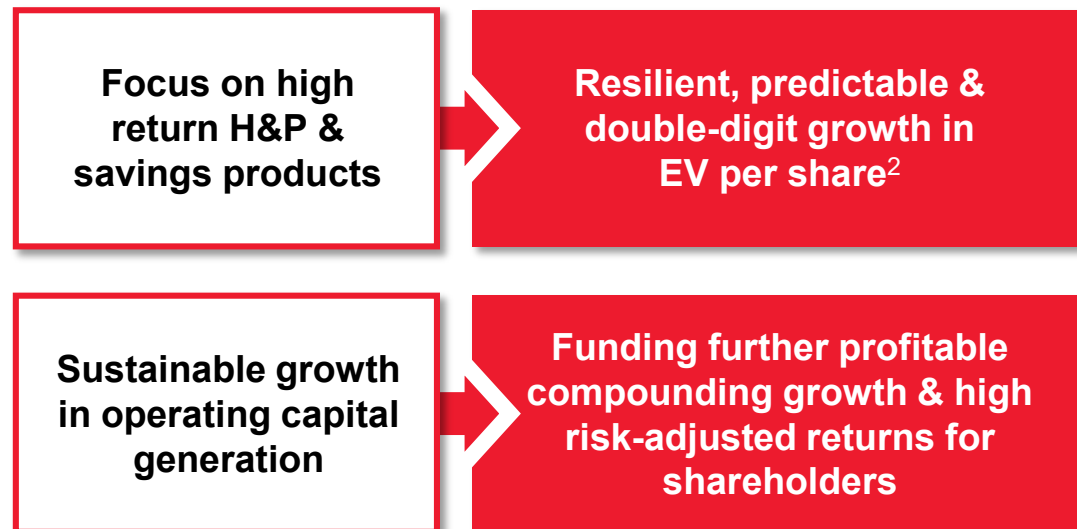 Focus on high
return H&P &
savings products
Resilient, predictable &
double-digit growth in
EV per share²
Sustainable growth
in operating capital
generation
Funding further profitable
compounding growth & high
risk-adjusted returns for
shareholders